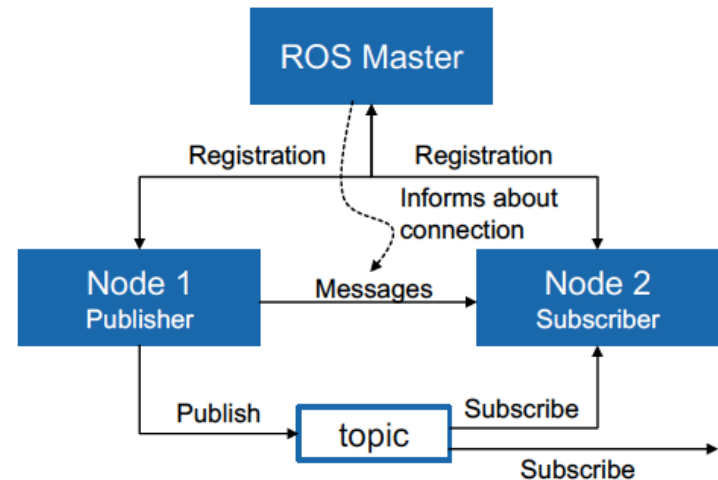 ROS Master
Registration
Registration
Informs about
connection
Node 1
Publisher
Messages
Node 2
Subscriber
Publish
topic
Subscribe
Subscribe